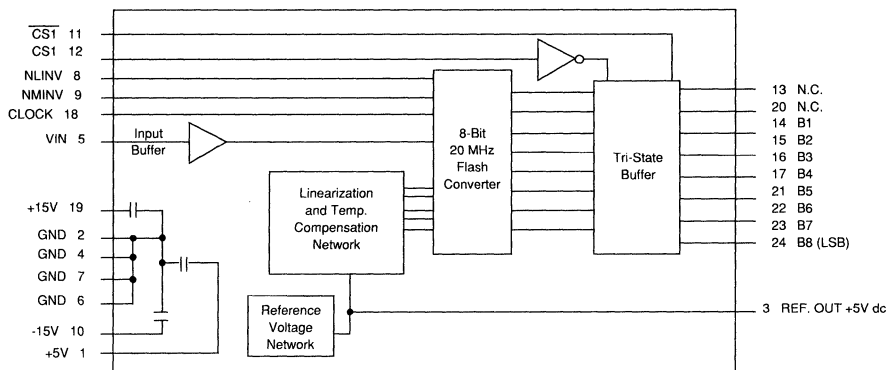 CS1 11
CS1 12
NLINV 8
NMINV 9
CLOCK 18
VIN 5
Input
Buffer
8-Bit
20 MHz
Flash
Converter
Tri-State
Buffer
13 N.C.
20 N.C.
14 B1
15 B2
16 B3
17 B4
21 B5
22 B6
23 B7
24 B8 (LSB)
Linearization
and Temp.
Compensation
Network
+15V 19
GND 2
GND 4
GND 7
GND 6
-15V 10
+5V 1
Reference
Voltage
Network
3 REF. OUT +5V dc